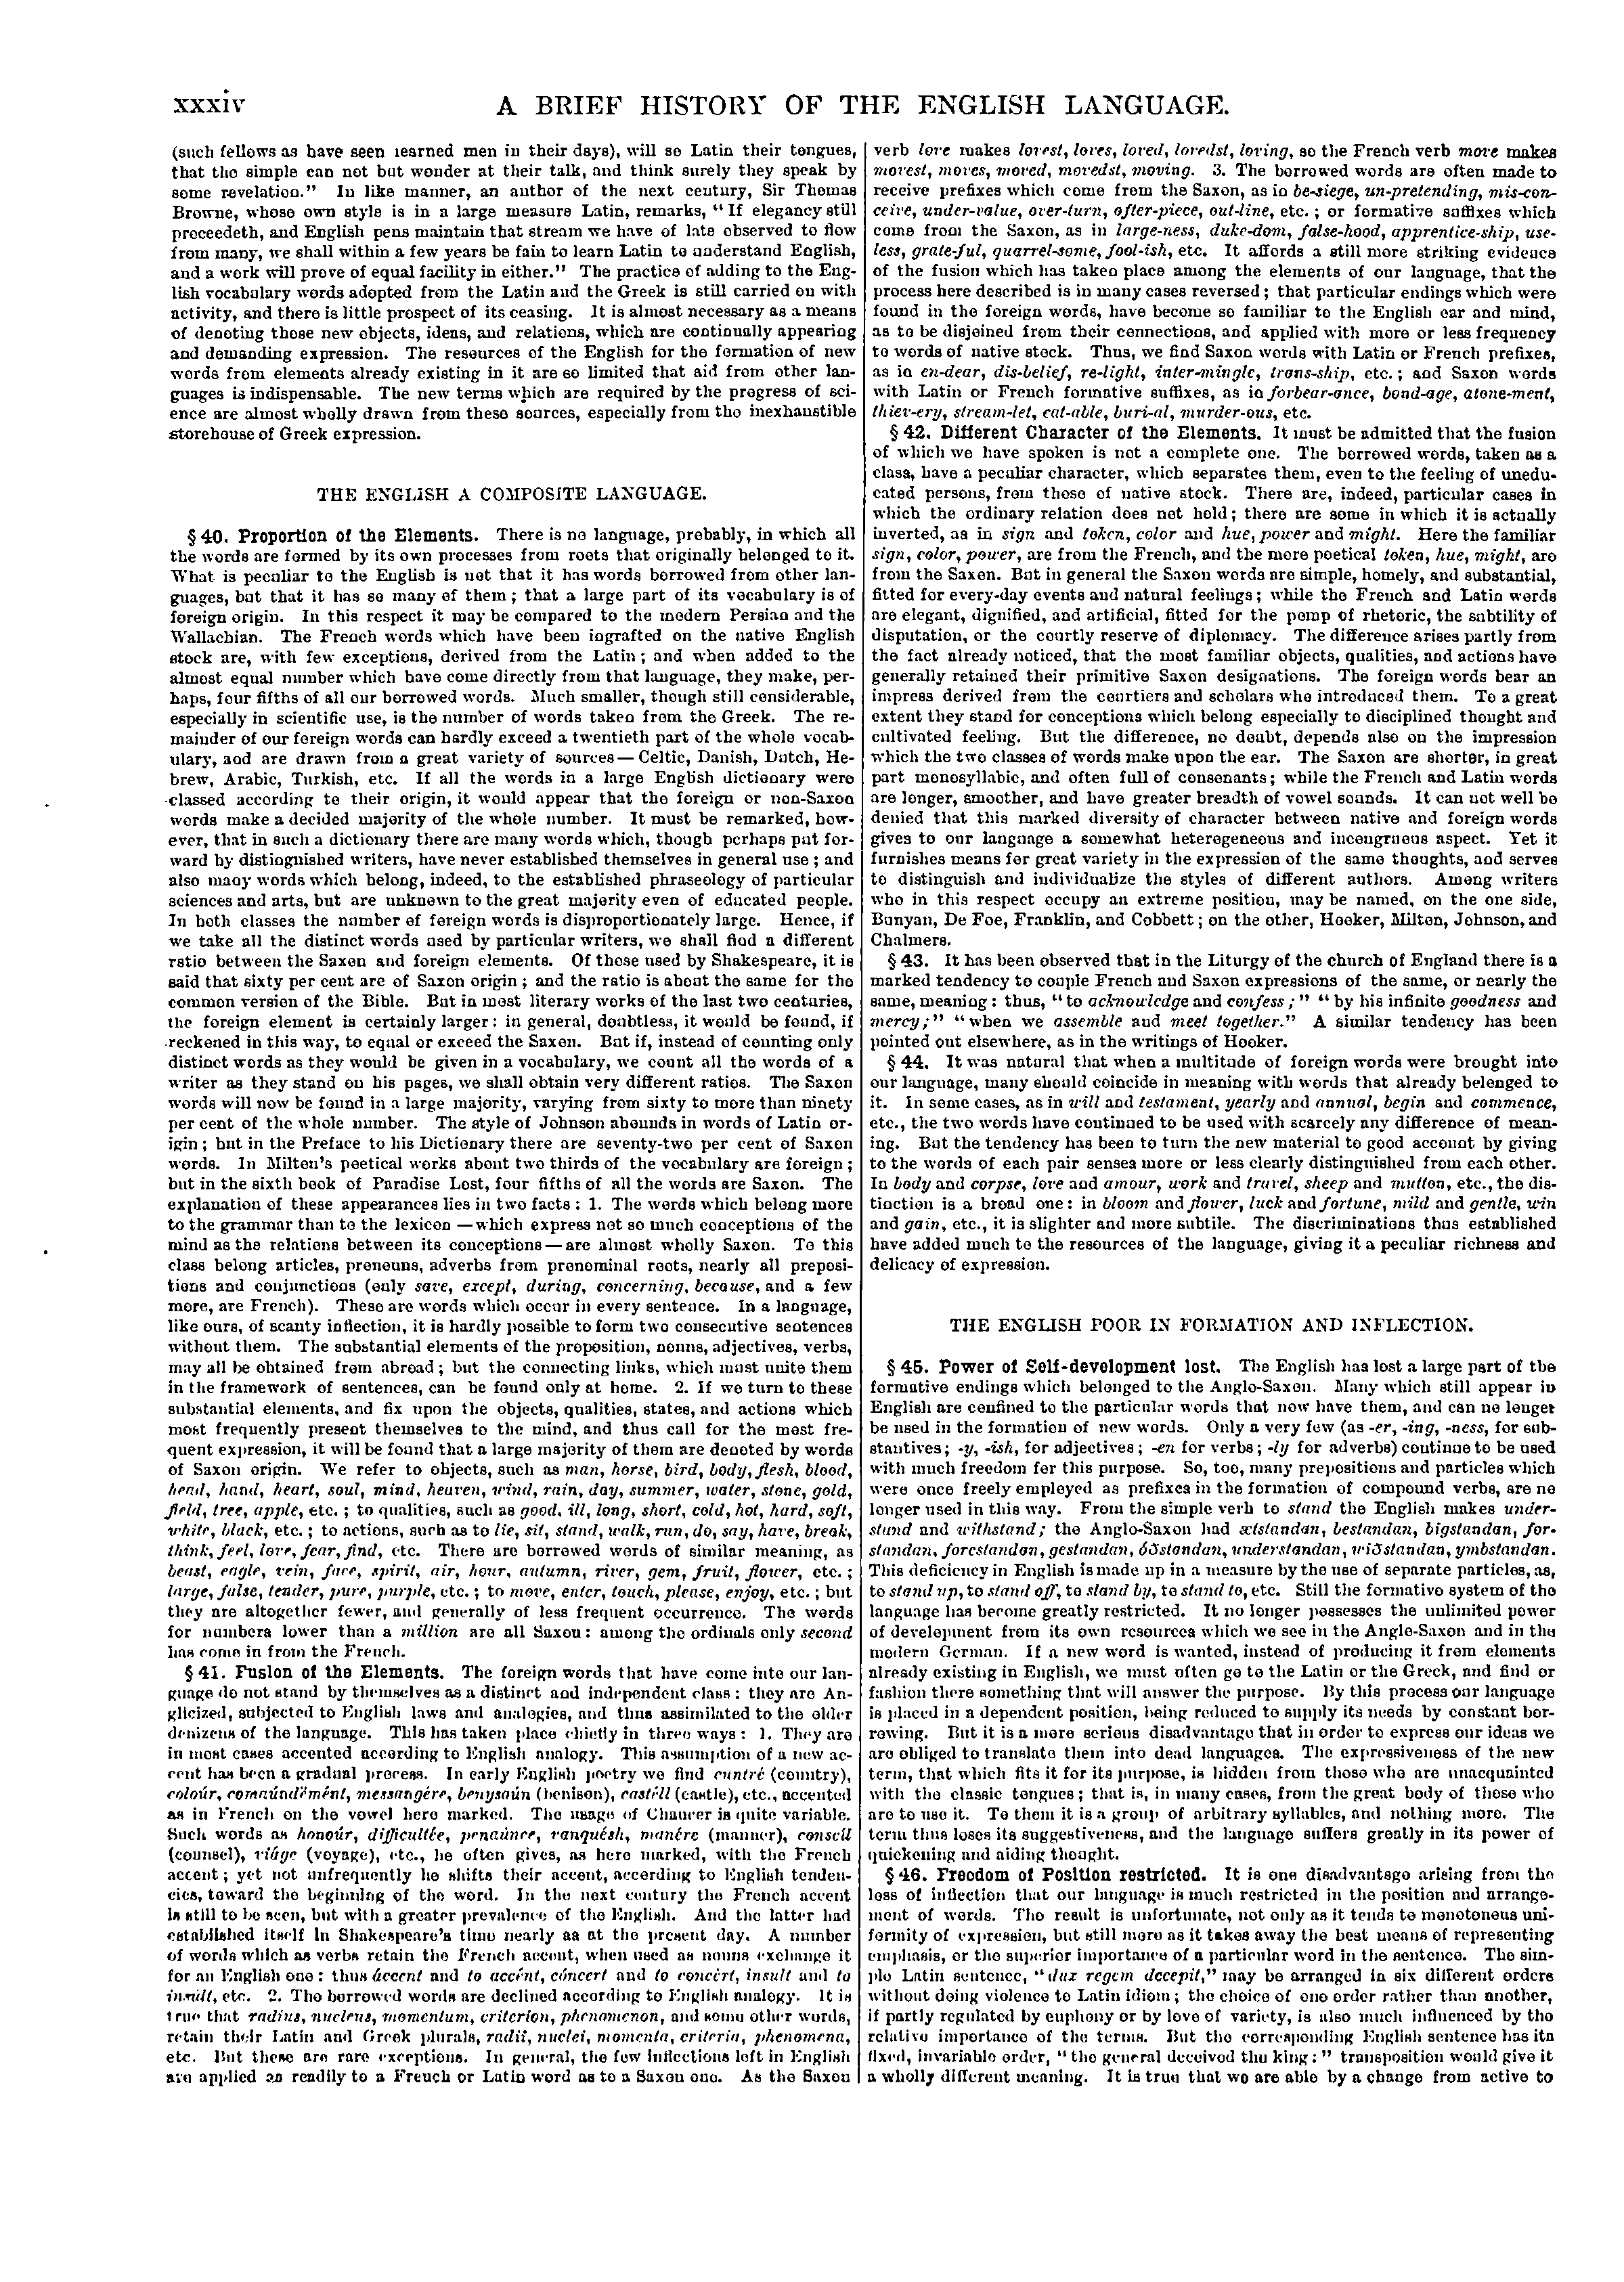 xxxiv
A BRIEF HISTORY OF THE ENGLISH LANGUAGE.
(such fellows as have seen learned men in their days), will so Latin their tongues,
that the simple can not but wonder at their talk, and think surely they speak by
some revelation.” In like manner, an author of the next century, Sir Thomas
Browne, whose own style is in a large measure Latin, remarks, “If elegancy still
proceedeth, and English pens maintain that stream we have of late observed to flow
from many, we shall within a few years be fain to learn Latin to understand English,
and a work will prove of equal facility in either.” The practice of adding to the Eng-
lish vocabulary words adopted from the Latin and the Greek is still carried on with
activity, and there is little prospect of its ceasing. It is almost necessary as a means
of denoting those new objects, ideas, and relations, which are continually appearing
and demanding expression. The resources of the English for the formation of new
words from elements already existing in it are so limited that aid from other lan-
guages is indispensable. The new terms which are required by the progress of sci-
ence are almost wholly drawn from these sources, especially from the inexhaustible
storehouse of Greek expression.
THE ENGLISH A COMPOSITE LANGUAGE.
§ 40. Proportion of the Elements. There is no language, probably, in which all
the words are formed by its own processes from roots that originally belonged to it.
What is peculiar to the English is not that it has words borrowed from other lan-
guages, but that it has so many of them; that a large part of its vocabulary is of
foreign origin. In this respect it may be compared to the modern Persian and the
Wallachian. The French words which have been ingrafted on the native English
stock are, with few exceptions, derived from the Latin; and when added to the
almost equal number which have come directly from that language, they make, per-
haps, four fifths of all our borrowed words. Much smaller, though still considerable,
especially in scientific use, is the number of words taken from the Greek. The re-
mainder of our foreign words can hardly exceed a twentieth part of the whole vocab-
ulary, and are drawn from a great variety of sources — Celtic, Danish, Dutch, He-
brew, Arabic, Turkish, etc. If all the words in a large English dictionary were
classed according to their origin, it would appear that the foreign or non-Saxon
words make a decided majority of the whole number. It must be remarked, how-
ever, that in such a dictionary there are many words which, though perhaps put for-
ward by distinguished writers, have never established themselves in general use; and
also many words which belong, indeed, to the established phraseology of particular
sciences and arts, but are unknown to the great majority even of educated people.
In both classes the number of foreign words is disproportionately large. Hence, if
we take all the distinct words used by particular writers, we shall find a different
ratio between the Saxon and foreign elements. Of those used by Shakespeare, it is
said that sixty per cent are of Saxon origin; and the ratio is about the same for the
common version of the Bible. But in most literary works of the last two centuries,
the foreign element is certainly larger: in general, doubtless, it would be found, if
reckoned in this way, to equal or exceed the Saxon. But if, instead of counting only
distinct words as they would be given in a vocabulary, we count all the words of a
writer as they stand on his pages, we shall obtain very different ratios. The Saxon
words will now be found in a large majority, varying from sixty to more than ninety
per cent of the whole number. The style of Johnson abounds in words of Latin or-
igin; but in the Preface to his Dictionary there are seventy-two per cent of Saxon
words. In Milton's poetical works about two thirds of the vocabulary are foreign;
but in the sixth book of Paradise Lost, four fifths of all the words are Saxon. The
explanation of these appearances lies in two facts: 1. The words which belong more
to the grammar than to the lexicon — which express not so much conceptions of the
mind as the relations between its conceptions — are almost wholly Saxon. To this
class belong articles, pronouns, adverbs from pronominal roots, nearly all preposi-
tions and conjunctions (only save, except, during, concerning, because, and a few
more, are French). These are words which occur in every sentence. In a language,
like ours, of scanty inflection, it is hardly possible to form two consecutive sentences
without them. The substantial elements of the proposition, nouns, adjectives, verbs,
may all be obtained from abroad; but the connecting links, which must unite them
in the framework of sentences, can be found only at home. 2. If we turn to these
substantial elements, and fix upon the objects, qualities, states, and actions which
most frequently present themselves to the mind, and thus call for the most fre-
quent expression, it will be found that a large majority of them are denoted by words
of Saxon origin. We refer to objects, such as man, horse, bird, body, flesh, blood,
head, hand, heart, soul, mind, heaven, wind, rain, day, summer, water, stone, gold,
field, tree, apple, etc.; to qualities, such as good, ill, long, short, cold, hot, hard, soft,
white, black, etc.; to actions, such as to lie, sit, stand, walk, run, do, say, have, break,
think, feel, love, fear, find, etc. There are borrowed words of similar meaning, as
beast, eagle, vein, face, spirit, air, hour, autumn, river, gem, fruit, flower, etc.;
large, false, tender, pure, purple, etc.; to move, enter, touch, please, enjoy, etc.; but
they are altogether fewer, and generally of less frequent occurrence. The words
for numbers lower than a million are all Saxon: among the ordinals only second
has come in from the French.
§ 41. Fusion of the Elements. The foreign words that have come into our lan-
guage do not stand by themselves as a distinct and independent class: they are An-
glicized, subjected to English laws and analogies, and thus assimilated to the older
denizens of the language. This has taken place chiefly in three ways: 1. They are
in most cases accented according to English analogy. This assumption of a new ac-
cent has been a gradual process. In early English poetry we find cuntré (country),
coloúr, comaúndëmént, messangére, benysoún (benison), castéll (castle), etc., accented
as in French on the vowel here marked. The usage of Chaucer is quite variable.
Such words as honoúr, difficultée, penaúnce, vanquésh, manére (manner), conseíl
(counsel), viáge (voyage), etc., he often gives, as here marked, with the French
accent; yet not unfrequently he shifts their accent, according to English tenden-
cies, toward the beginning of the word. In the next century the French accent
is still to be seen, but with a greater prevalence of the English. And the latter had
established itself in Shakespeare's time nearly as at the present day. A number
of words which as verbs retain the French accent, when used as nouns exchange it
for an English one: thus áccent and to accént, cóncert and to concért, insult and to
insúlt, etc. 2. The borrowed words are declined according to English analogy. It is
true that radius, nucleus, momentum, criterion, phenomenon, and some other words,
retain their Latin and Greek plurals, radii, nuclei, momenta, criteria, phenomena,
etc. But these are rare exceptions. In general, the few inflections left in English
are applied as readily to a French or Latin word as to a Saxon one. As the Saxon
verb love makes lovest, loves, loved, lovedst, loving, so the French verb move makes
movest, moves, moved, movedst, moving. 3. The borrowed words are often made to
receive prefixes which come from the Saxon, as in be-siege, un-pretending, mis-con-
ceive, under-value, over-turn, after-piece, out-line, etc.; or formative suffixes which
come from the Saxon, as in large-ness, duke-dom, false-hood, apprentice-ship, use-
less, grate-ful, quarrel-some, fool-ish, etc. It affords a still more striking evidence
of the fusion which has taken place among the elements of our language, that the
process here described is in many cases reversed; that particular endings which were
found in the foreign words, have become so familiar to the English ear and mind,
as to be disjoined from their connections, and applied with more or less frequency
to words of native stock. Thus, we find Saxon words with Latin or French prefixes,
as in en-dear, dis-belief, re-light, inter-mingle, trans-ship, etc.; and Saxon words
with Latin or French formative suffixes, as in forbear-ance, bond-age, atone-ment,
thiev-ery, stream-let, eat-able, buri-al, murder-ous, etc.
§ 42. Different Character of the Elements. It must be admitted that the fusion
of which we have spoken is not a complete one. The borrowed words, taken as a
class, have a peculiar character, which separates them, even to the feeling of unedu-
cated persons, from those of native stock. There are, indeed, particular cases in
which the ordinary relation does not hold; there are some in which it is actually
inverted, as in sign and token, color and hue, power and might. Here the familiar
sign, color, power, are from the French, and the more poetical token, hue, might, are
from the Saxon. But in general the Saxon words are simple, homely, and substantial,
fitted for every-day events and natural feelings; while the French and Latin words
are elegant, dignified, and artificial, fitted for the pomp of rhetoric, the subtility of
disputation, or the courtly reserve of diplomacy. The difference arises partly from
the fact already noticed, that the most familiar objects, qualities, and actions have
generally retained their primitive Saxon designations. The foreign words bear an
impress derived from the courtiers and scholars who introduced them. To a great
extent they stand for conceptions which belong especially to disciplined thought and
cultivated feeling. But the difference, no doubt, depends also on the impression
which the two classes of words make upon the ear. The Saxon are shorter, in great
part monosyllabic, and often full of consonants; while the French and Latin words
are longer, smoother, and have greater breadth of vowel sounds. It can not well be
denied that this marked diversity of character between native and foreign words
gives to our language a somewhat heterogeneous and incongruous aspect. Yet it
furnishes means for great variety in the expression of the same thoughts, and serves
to distinguish and individualize the styles of different authors. Among writers
who in this respect occupy an extreme position, may be named, on the one side,
Bunyan, De Foe, Franklin, and Cobbett; on the other, Hooker, Milton, Johnson, and
Chalmers.
§ 43. It has been observed that in the Liturgy of the church of England there is a
marked tendency to couple French and Saxon expressions of the same, or nearly the
same, meaning: thus, “to acknowledge and confess;” “by his infinite goodness and
mercy;” “when we assemble and meet together.” A similar tendency has been
pointed out elsewhere, as in the writings of Hooker.
§ 44. It was natural that when a multitude of foreign words were brought into
our language, many should coincide in meaning with words that already belonged to
it. In some cases, as in will and testament, yearly and annual, begin and commence,
etc., the two words have continued to be used with scarcely any difference of mean-
ing. But the tendency has been to turn the new material to good account by giving
to the words of each pair senses more or less clearly distinguished from each other.
In body and corpse, love and amour, work and travel, sheep and mutton, etc., the dis-
tinction is a broad one: in bloom and flower, luck and fortune, mild and gentle, win
and gain, etc., it is slighter and more subtile. The discriminations thus established
have added much to the resources of the language, giving it a peculiar richness and
delicacy of expression.
THE ENGLISH POOR IN FORMATION AND INFLECTION.
§ 45. Power of Self-development lost. The English has lost a large part of the
formative endings which belonged to the Anglo-Saxon. Many which still appear in
English are confined to the particular words that now have them, and can no longer
be used in the formation of new words. Only a very few (as -er, -ing, -ness, for sub-
stantives; -y, -ish, for adjectives; -en for verbs; -ly for adverbs) continue to be used
with much freedom for this purpose. So, too, many prepositions and particles which
were once freely employed as prefixes in the formation of compound verbs, are no
longer used in this way. From the simple verb to stand the English makes under-
stand and withstand; the Anglo-Saxon had ætstandan, bestandan, bigstandan, for-
standan, forestandan, gestandan, óðstandan, understandan, wiðstandan, ymbstandan.
This deficiency in English is made up in a measure by the use of separate particles, as,
to stand up, to stand off, to stand by, to stand to, etc. Still the formative system of the
language has become greatly restricted. It no longer possesses the unlimited power
of development from its own resources which we see in the Anglo-Saxon and in the
modern German. If a new word is wanted, instead of producing it from elements
already existing in English, we must often go to the Latin or the Greek, and find or
fashion there something that will answer the purpose. By this process our language
is placed in a dependent position, being reduced to supply its needs by constant bor-
rowing. But it is a more serious disadvantage that in order to express our ideas we
are obliged to translate them into dead languages. The expressiveness of the new
term, that which fits it for its purpose, is hidden from those who are unacquainted
with the classic tongues; that is, in many cases, from the great body of those who
are to use it. To them it is a group of arbitrary syllables, and nothing more. The
term thus loses its suggestiveness, and the language suffers greatly in its power of
quickening and aiding thought.
§ 46. Freedom of Position restricted. It is one disadvantage arising from the
loss of inflection that our language is much restricted in the position and arrange-
ment of words. The result is unfortunate, not only as it tends to monotonous uni-
formity of expression, but still more as it takes away the best means of representing
emphasis, or the superior importance of a particular word in the sentence. The sim-
ple Latin sentence, “dux regem decepit,” may be arranged in six different orders
without doing violence to Latin idiom; the choice of one order rather than another,
if partly regulated by euphony or by love of variety, is also much influenced by the
relative importance of the terms. But the corresponding English sentence has its
fixed, invariable order, “the general deceived the king:” transposition would give it
a wholly different meaning. It is true that we are able by a change from active to